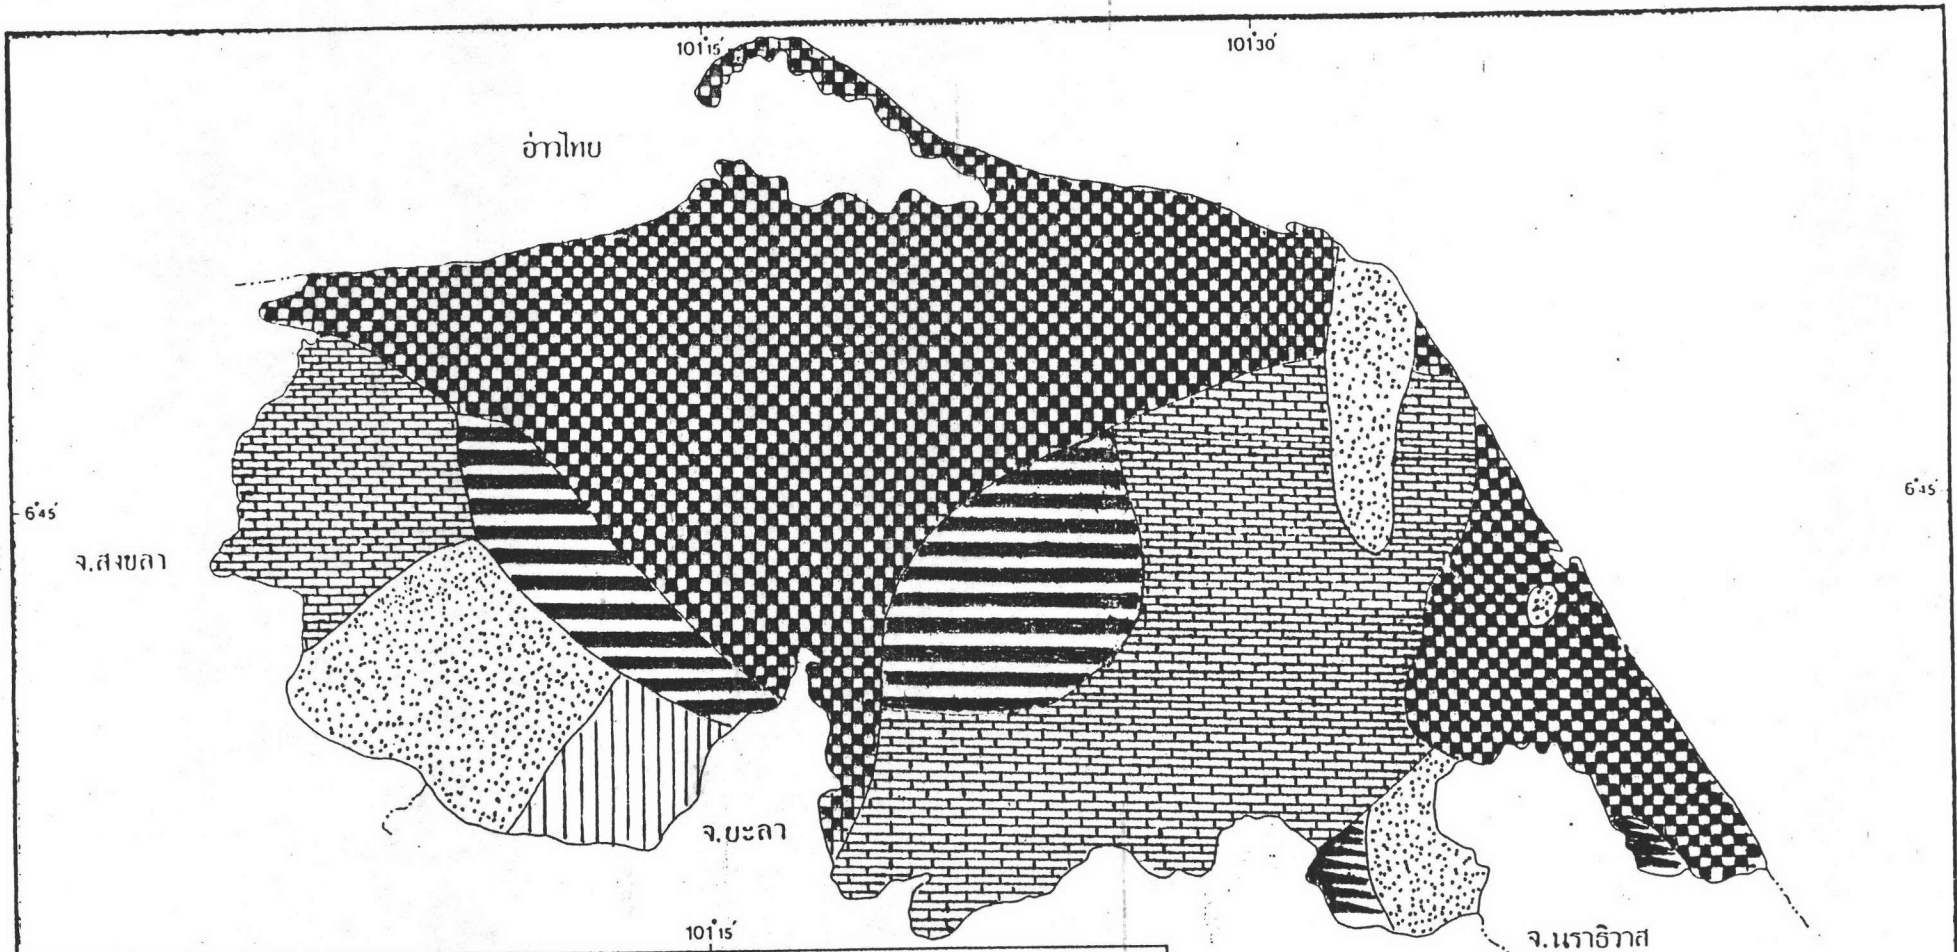 101°15′ 101°30′
อ่าวไทย
6°45′ 6°45′
จ.สงขลา
จ.ยะลา
101°15′
จ.นราธิวาส